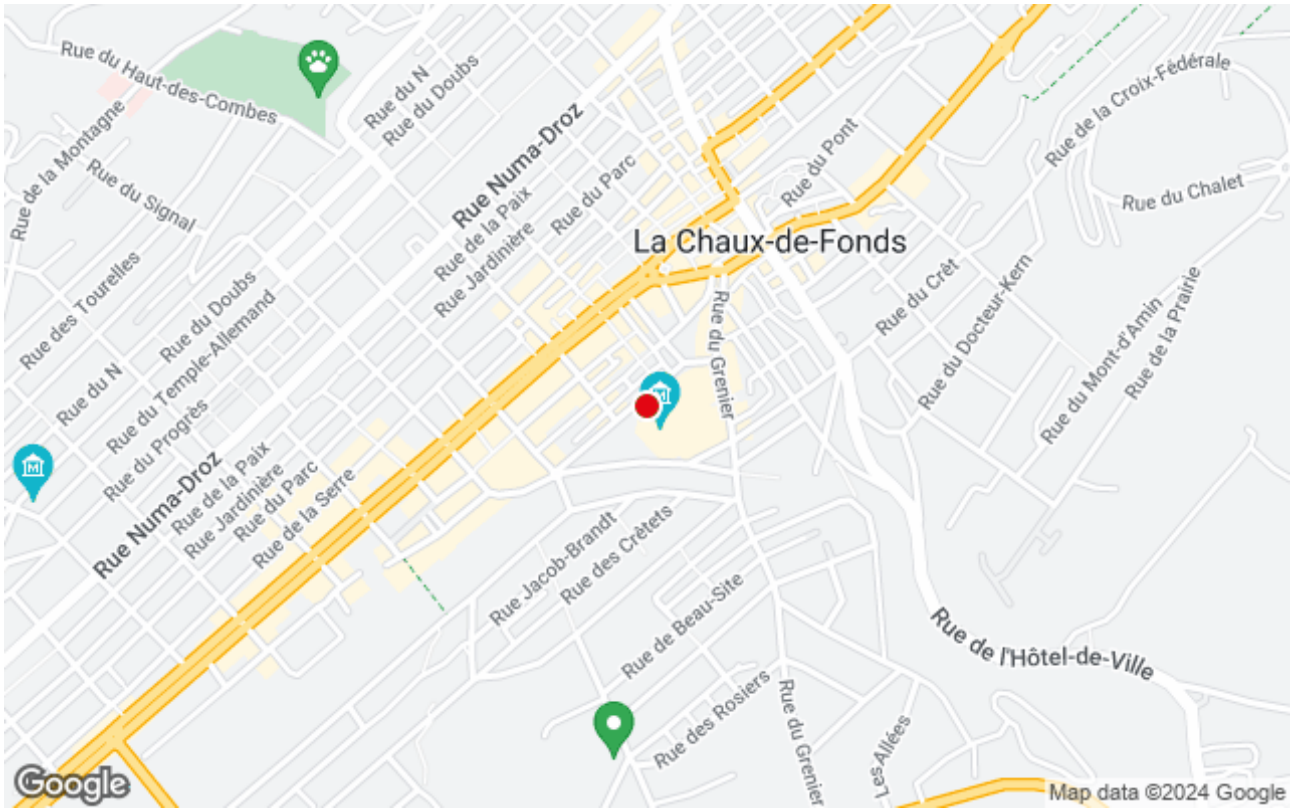 Rue du Haut-des-Combes
Rue du N
Rue du Doubs
Rue de la Montagne
Rue du Signal
Rue Numa-Droz
Rue du Parc
Rue de la Paix
Rue Jardinière
Rue du Pont
Rue de la Croix-Fédérale
Rue du Chalet
La Chaux-de-Fonds
Rue des Tourelles
Rue du Doubs
Rue du Temple-Allemand
Rue du N
Rue du Progrès
Rue Numa-Droz
Rue de la Paix
Rue Jardinière
Rue du Parc
Rue de la Serre
Rue du Grenier
Rue du Crêt
Rue du Docteur-Kern
Rue du Mont-d'Amin
Rue de la Prairie
M
M
Rue Jacob-Brandt
Rue des Crêtets
Rue de Beau-Site
Rue des Rosiers
Rue du Grenier
Rue de l'Hôtel-de-Ville
Les-Allées
Google
Map data ©2024 Google